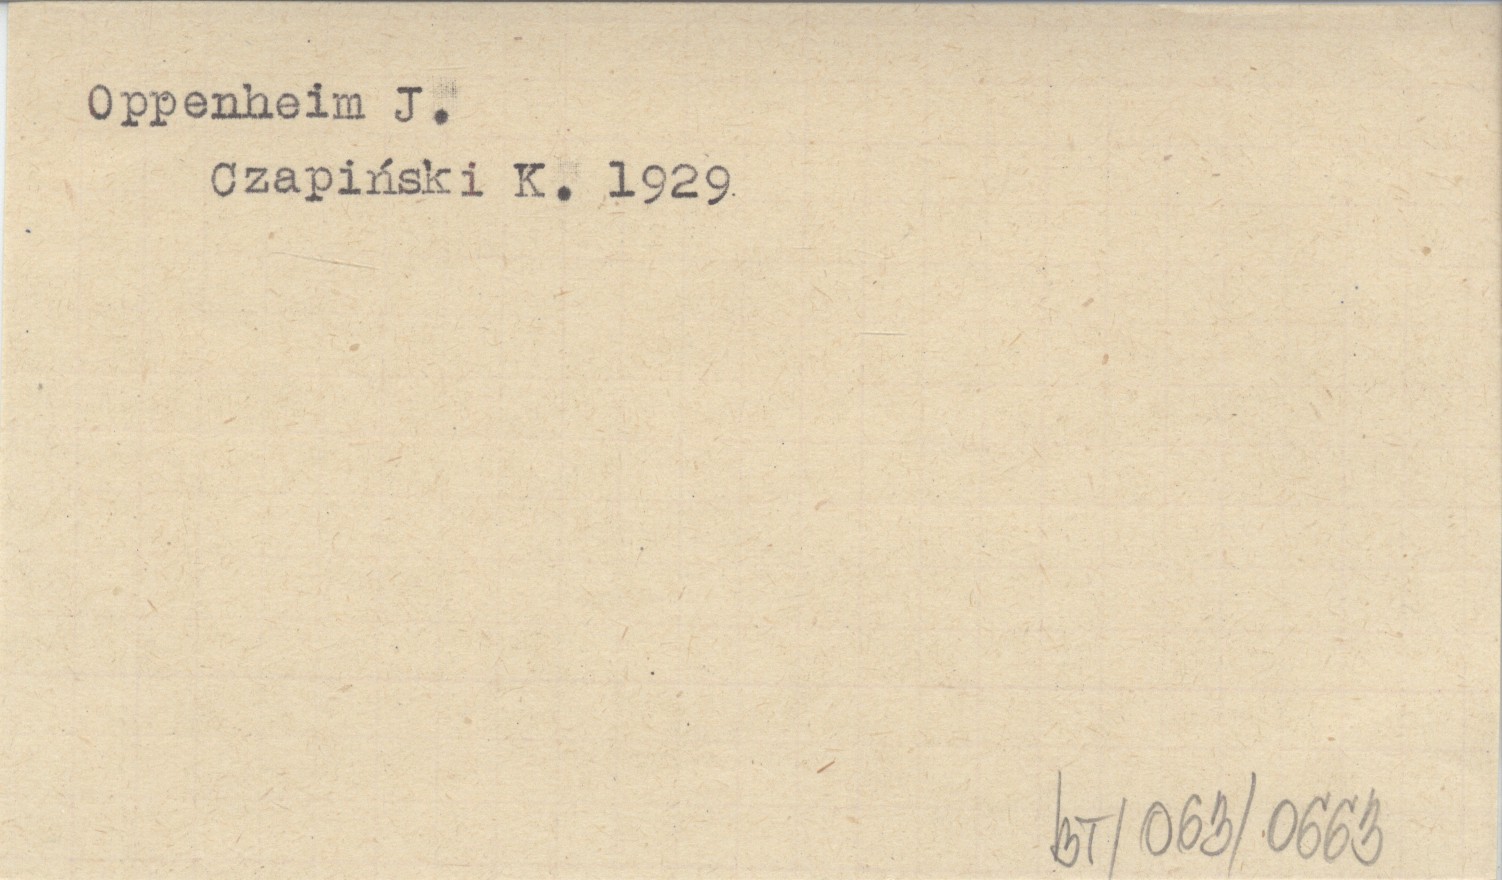 Oppenheim J.
Czapiński K. 1929
BT/063/0663